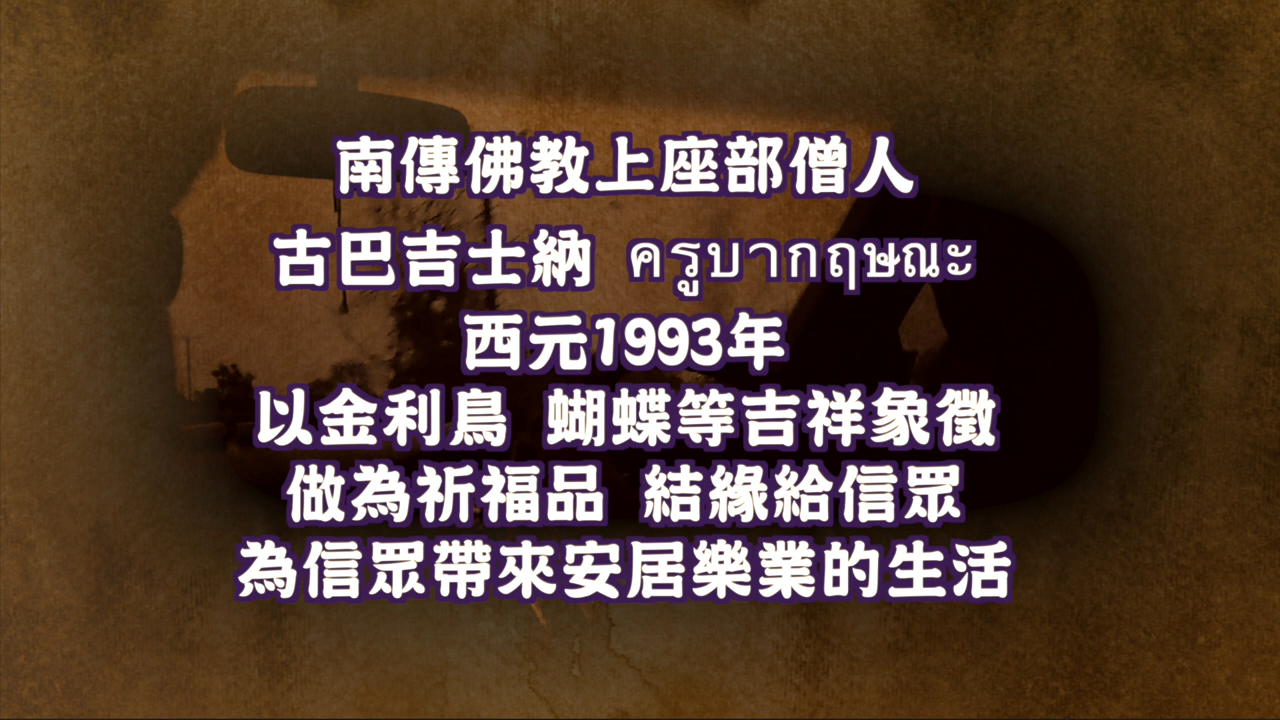 南傳佛教上座部僧人
古巴吉士納 ครูบากฤษณะ
西元1993年
以金利鳥 蝴蝶等吉祥象徵
做為祈福品 結緣給信眾
為信眾帶來安居樂業的生活